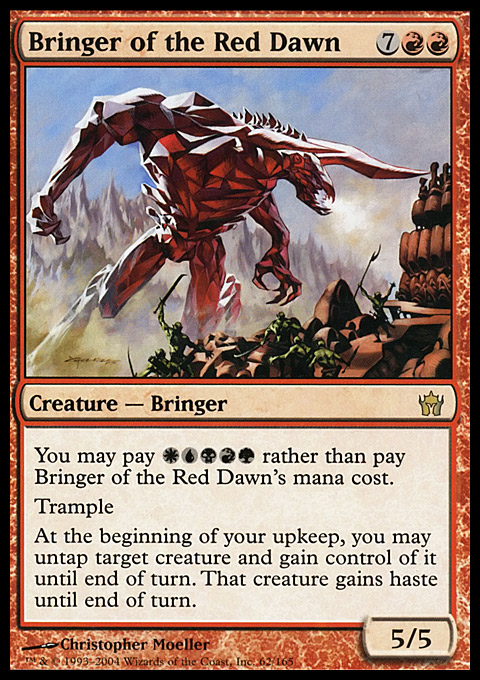 Bringer of the Red Dawn 7
Creature — Bringer
You may pay rather than pay
Bringer of the Red Dawn's mana cost.
Trample
At the beginning of your upkeep, you may
untap target creature and gain control of it
until end of turn. That creature gains haste
until end of turn.
Christopher Moeller
5/5
™ & © 1993–2004 Wizards of the Coast, Inc. 62/165